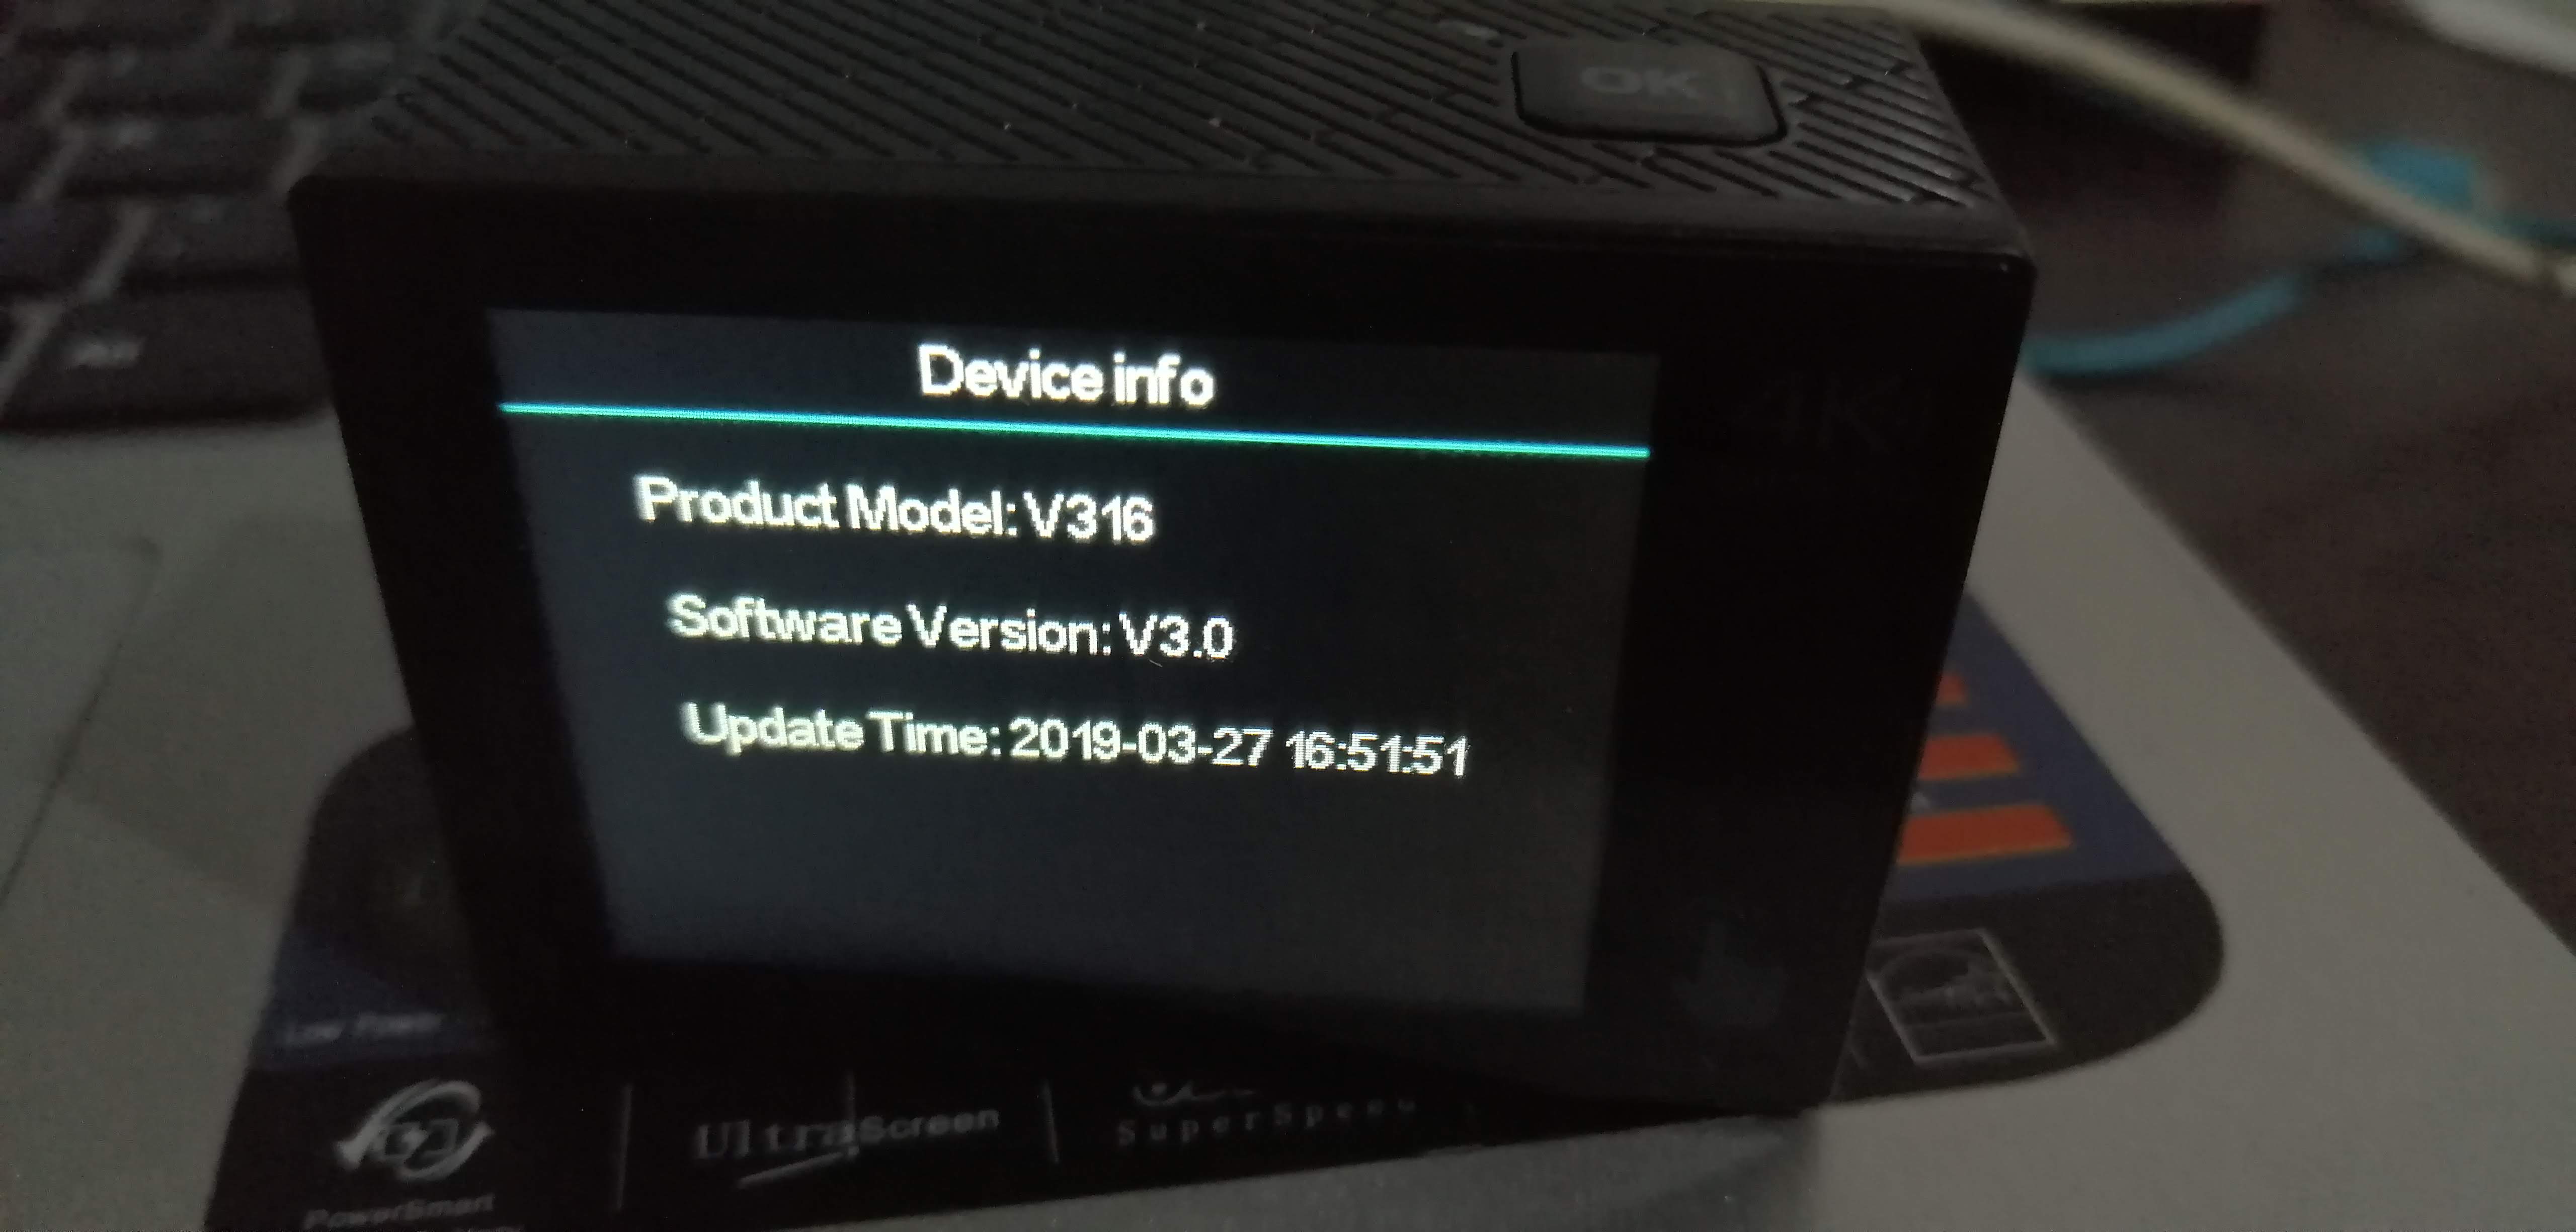 OK
4K
Device info
Product Model: V316
Software Version: V3.0
Update Time: 2019-03-27 16:51:51
Low Power
UltraScreen
SuperSpeed
PowerSmart